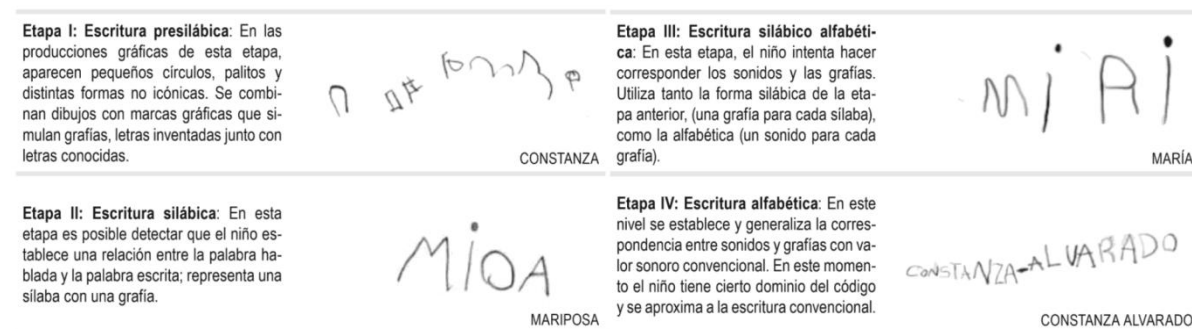 Etapa I: Escritura presilábica: En las
producciones gráficas de esta etapa,
aparecen pequeños círculos, palitos y
distintas formas no icónicas. Se combi-
nan dibujos con marcas gráficas que si-
mulan grafías, letras inventadas junto con
letras conocidas.
CONSTANZA
Etapa II: Escritura silábica: En esta
etapa es posible detectar que el niño es-
tablece una relación entre la palabra ha-
blada y la palabra escrita; representa una
sílaba con una grafía.
MiOA
MARIPOSA
Etapa III: Escritura silábico alfabéti-
ca: En esta etapa, el niño intenta hacer
corresponder los sonidos y las grafías.
Utiliza tanto la forma silábica de la eta-
pa anterior, (una grafía para cada sílaba),
como la alfabética (un sonido para cada
grafía).
Mi Ai
MARÍA
Etapa IV: Escritura alfabética: En este
nivel se establece y generaliza la corres-
pondencia entre sonidos y grafías con va-
lor sonoro convencional. En este momen-
to el niño tiene cierto dominio del código
y se aproxima a la escritura convencional.
CONSTANZA-ALVARADO
CONSTANZA ALVARADO